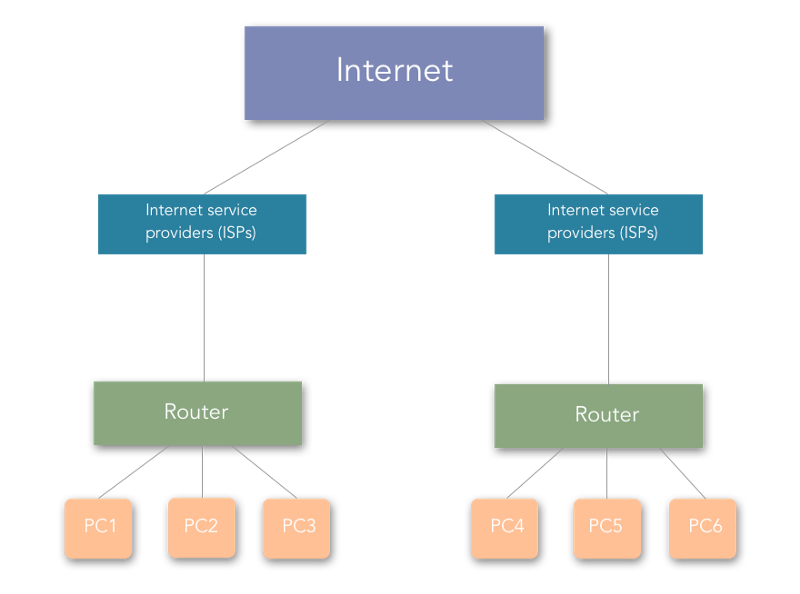 Internet
Internet service
providers (ISPs)
Internet service
providers (ISPs)
Router
Router
PC1
PC2
PC3
PC4
PC5
PC6